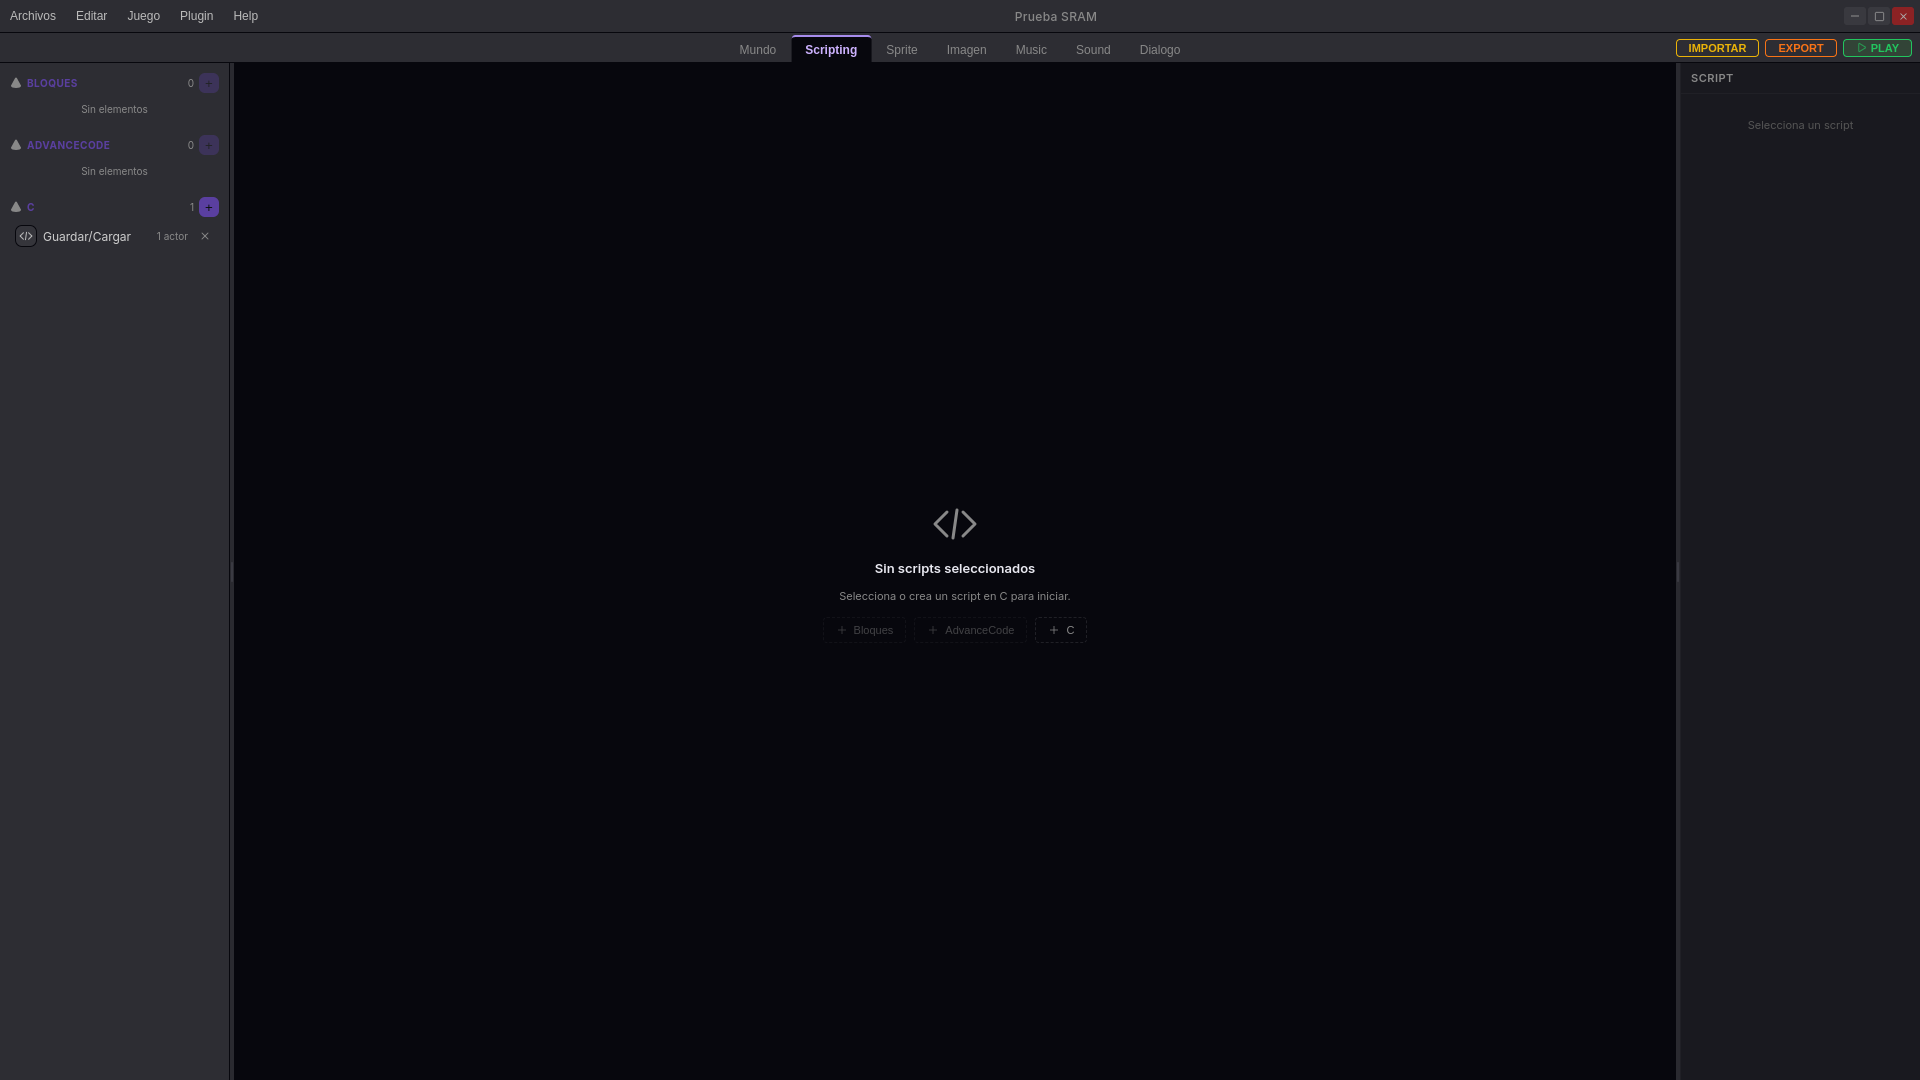 Archivos Editar Juego Plugin Help Prueba SRAM
Mundo Scripting Sprite Imagen Music Sound Dialogo IMPORTAR EXPORT PLAY
BLOQUES 0 +
Sin elementos
ADVANCECODE 0 +
Sin elementos
C 1 +
Guardar/Cargar 1 actor ×
SCRIPT
Selecciona un script
</>
Sin scripts seleccionados
Selecciona o crea un script en C para iniciar.
+ Bloques + AdvanceCode + C